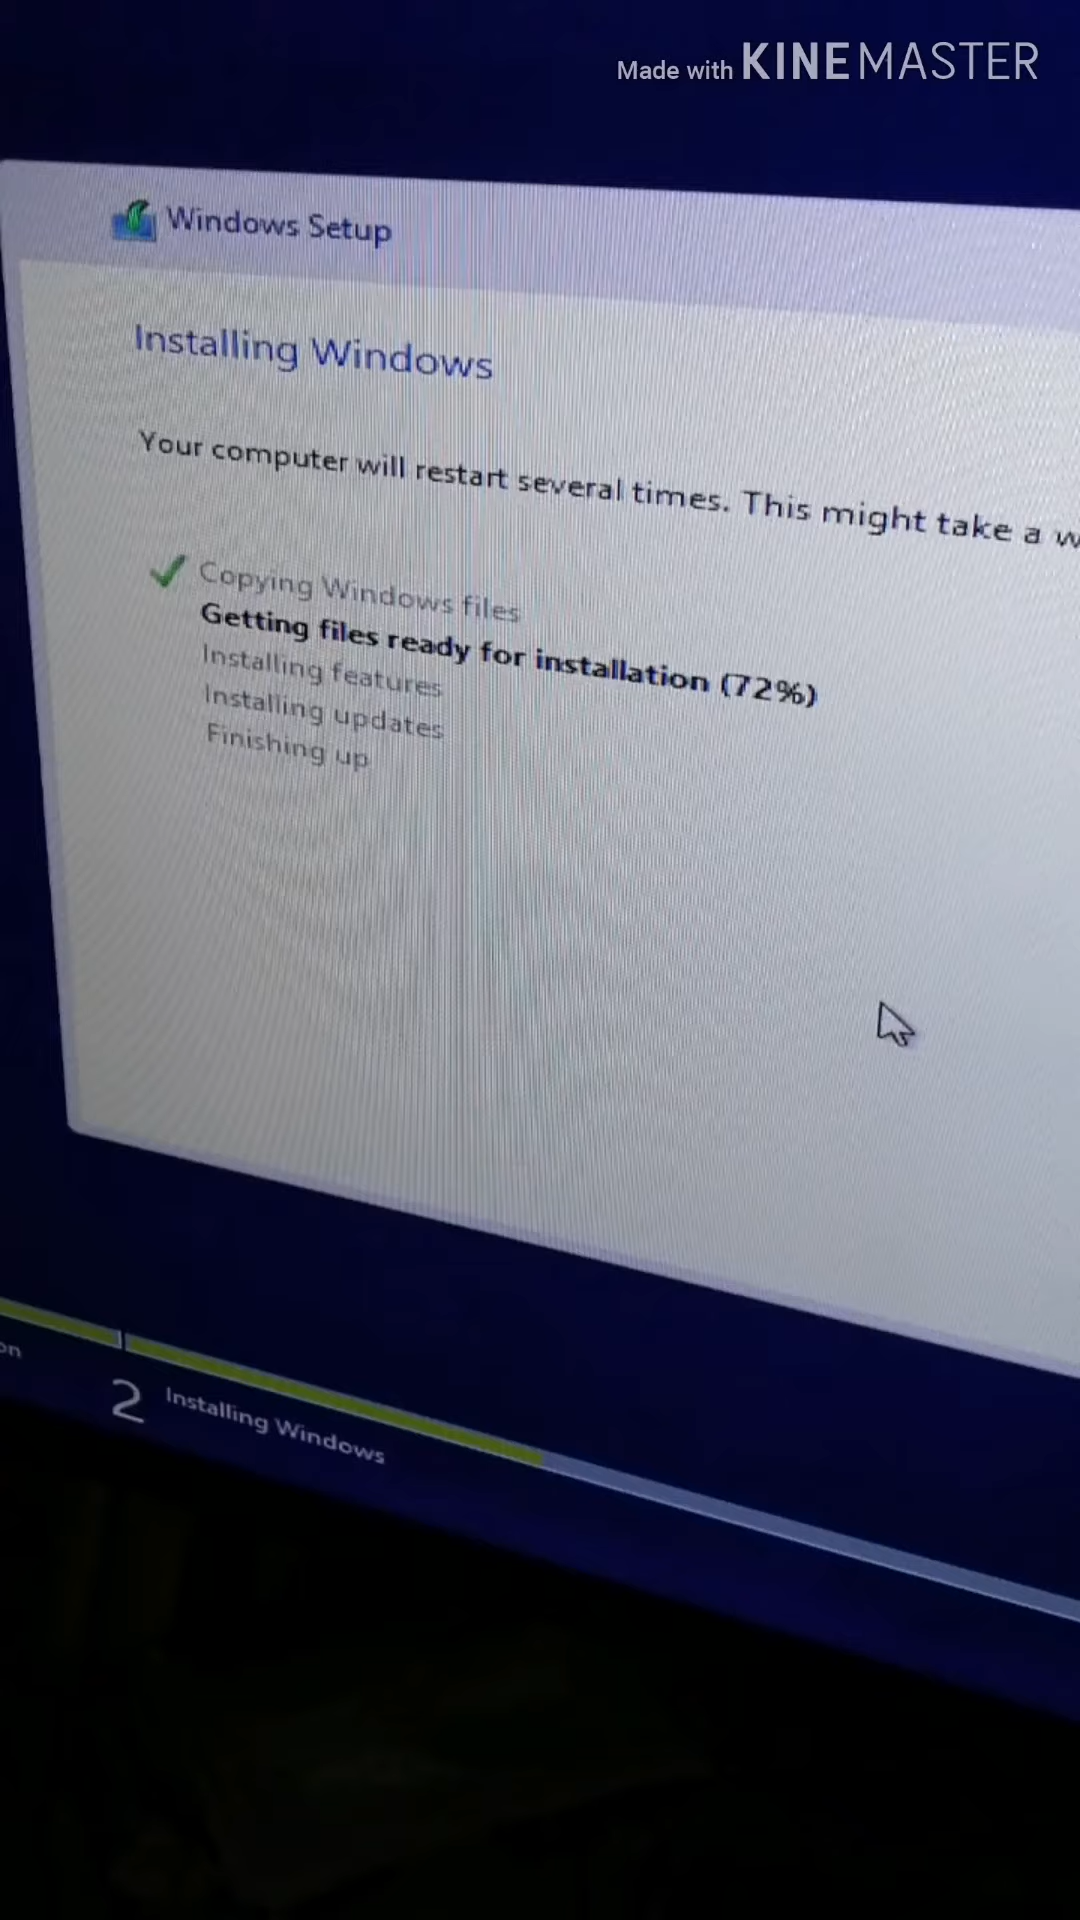 Made with KINEMASTER
Windows Setup
Installing Windows
Your computer will restart several times. This might take a
Copying Windows files
Getting files ready for installation (72%)
Installing features
Installing updates
Finishing up
2 Installing Windows